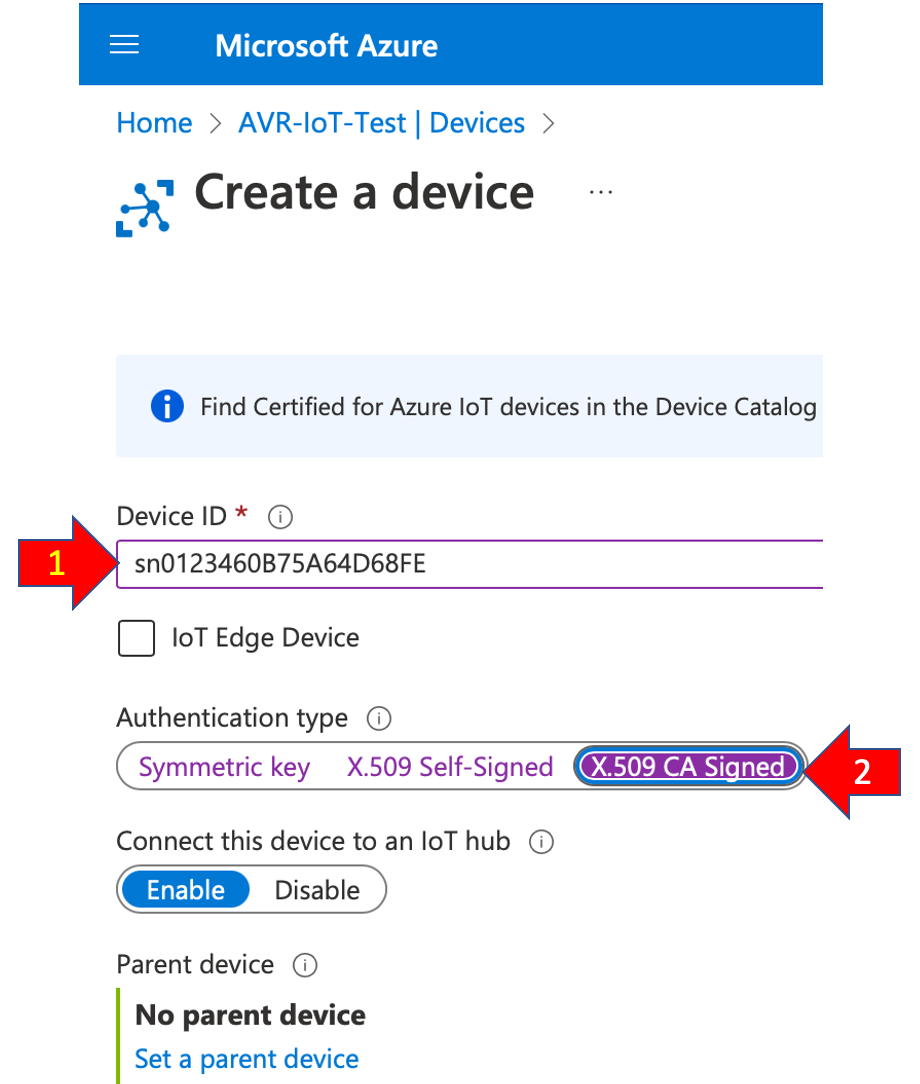 Microsoft Azure
Home > AVR-IoT-Test | Devices >
Create a device ...
Find Certified for Azure IoT devices in the Device Catalog
Device ID *
1
sn0123460B75A64D68FE
IoT Edge Device
Authentication type
Symmetric key X.509 Self-Signed X.509 CA Signed
2
Connect this device to an IoT hub
Enable Disable
Parent device
No parent device
Set a parent device